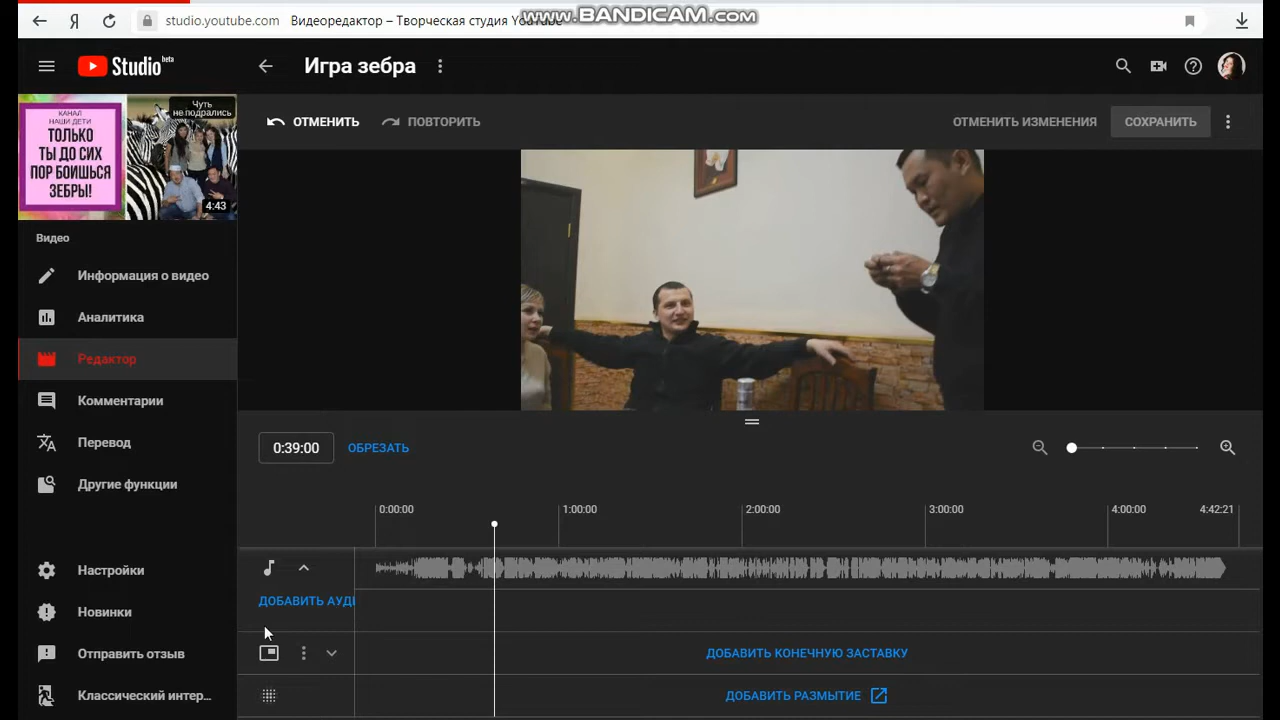 studio.youtube.com Видеоредактор – Творческая студия YouTube
www.BANDICAM.com
Studio beta
Игра зебра
КАНАЛ
НАШИ ДЕТИ
ТОЛЬКО
ТЫ ДО СИХ
ПОР БОИШЬСЯ
ЗЕБРЫ!
Чуть
не подрались
4:43
ОТМЕНИТЬ
ПОВТОРИТЬ
ОТМЕНИТЬ ИЗМЕНЕНИЯ
СОХРАНИТЬ
Видео
Информация о видео
Аналитика
Редактор
Комментарии
Перевод
Другие функции
Настройки
Новинки
Отправить отзыв
Классический интер...
0:39:00
ОБРЕЗАТЬ
0:00:00
1:00:00
2:00:00
3:00:00
4:00:00
4:42:21
ДОБАВИТЬ АУДИ
ДОБАВИТЬ КОНЕЧНУЮ ЗАСТАВКУ
ДОБАВИТЬ РАЗМЫТИЕ